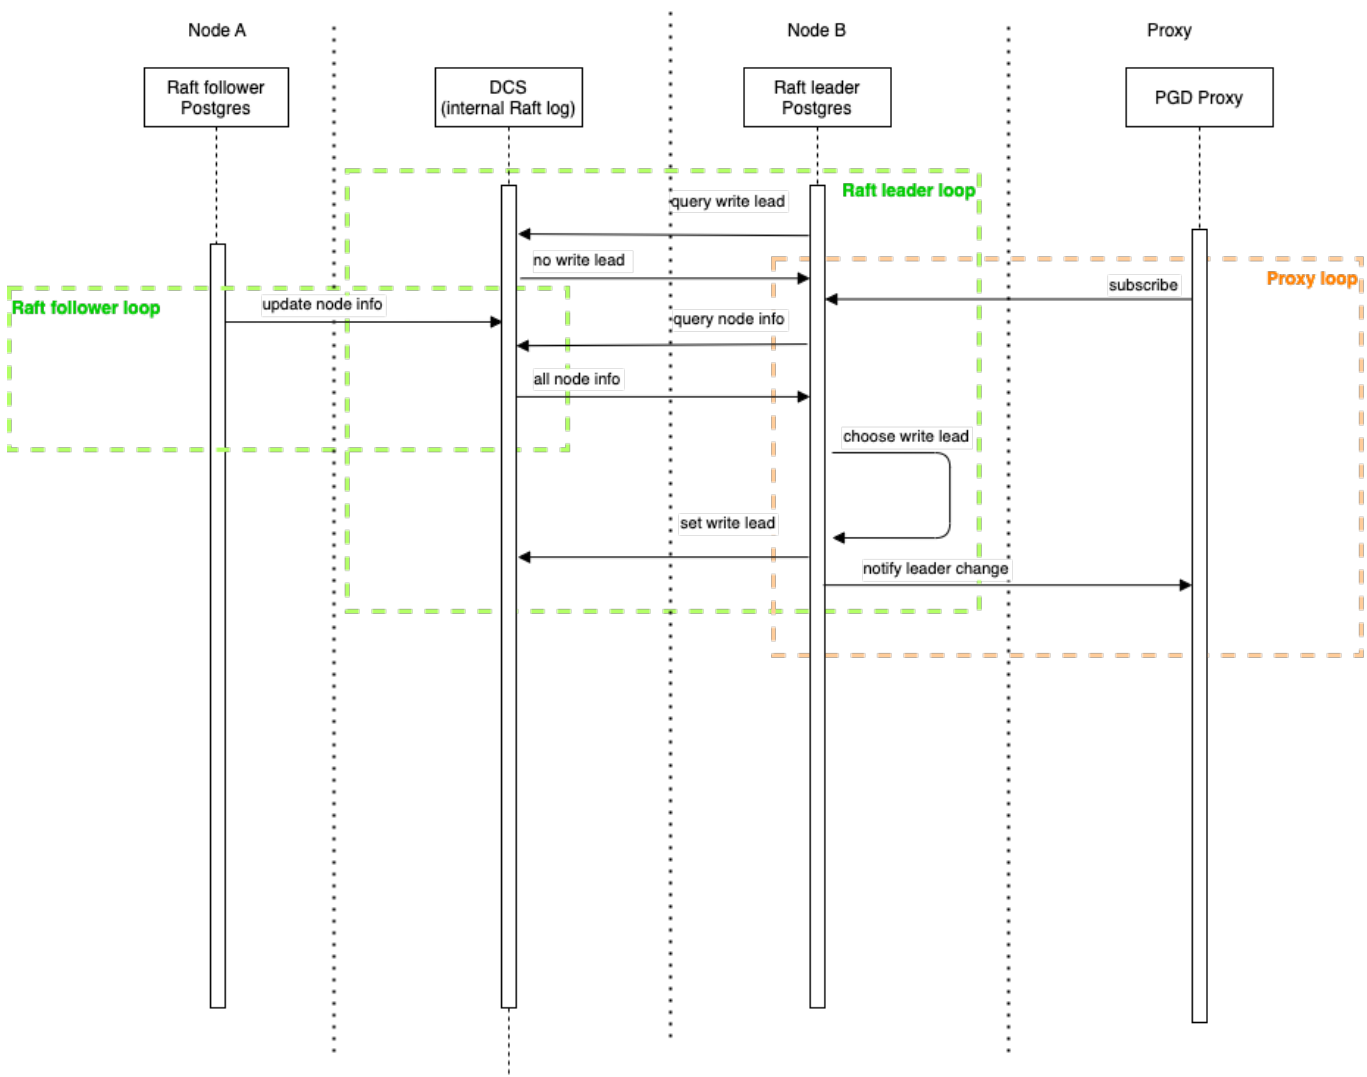 Node A
Node B
Proxy
Raft follower
Postgres
DCS
(internal Raft log)
Raft leader
Postgres
PGD Proxy
Raft leader loop
query write lead
no write lead
Proxy loop
subscribe
Raft follower loop
update node info
query node info
all node info
choose write lead
set write lead
notify leader change